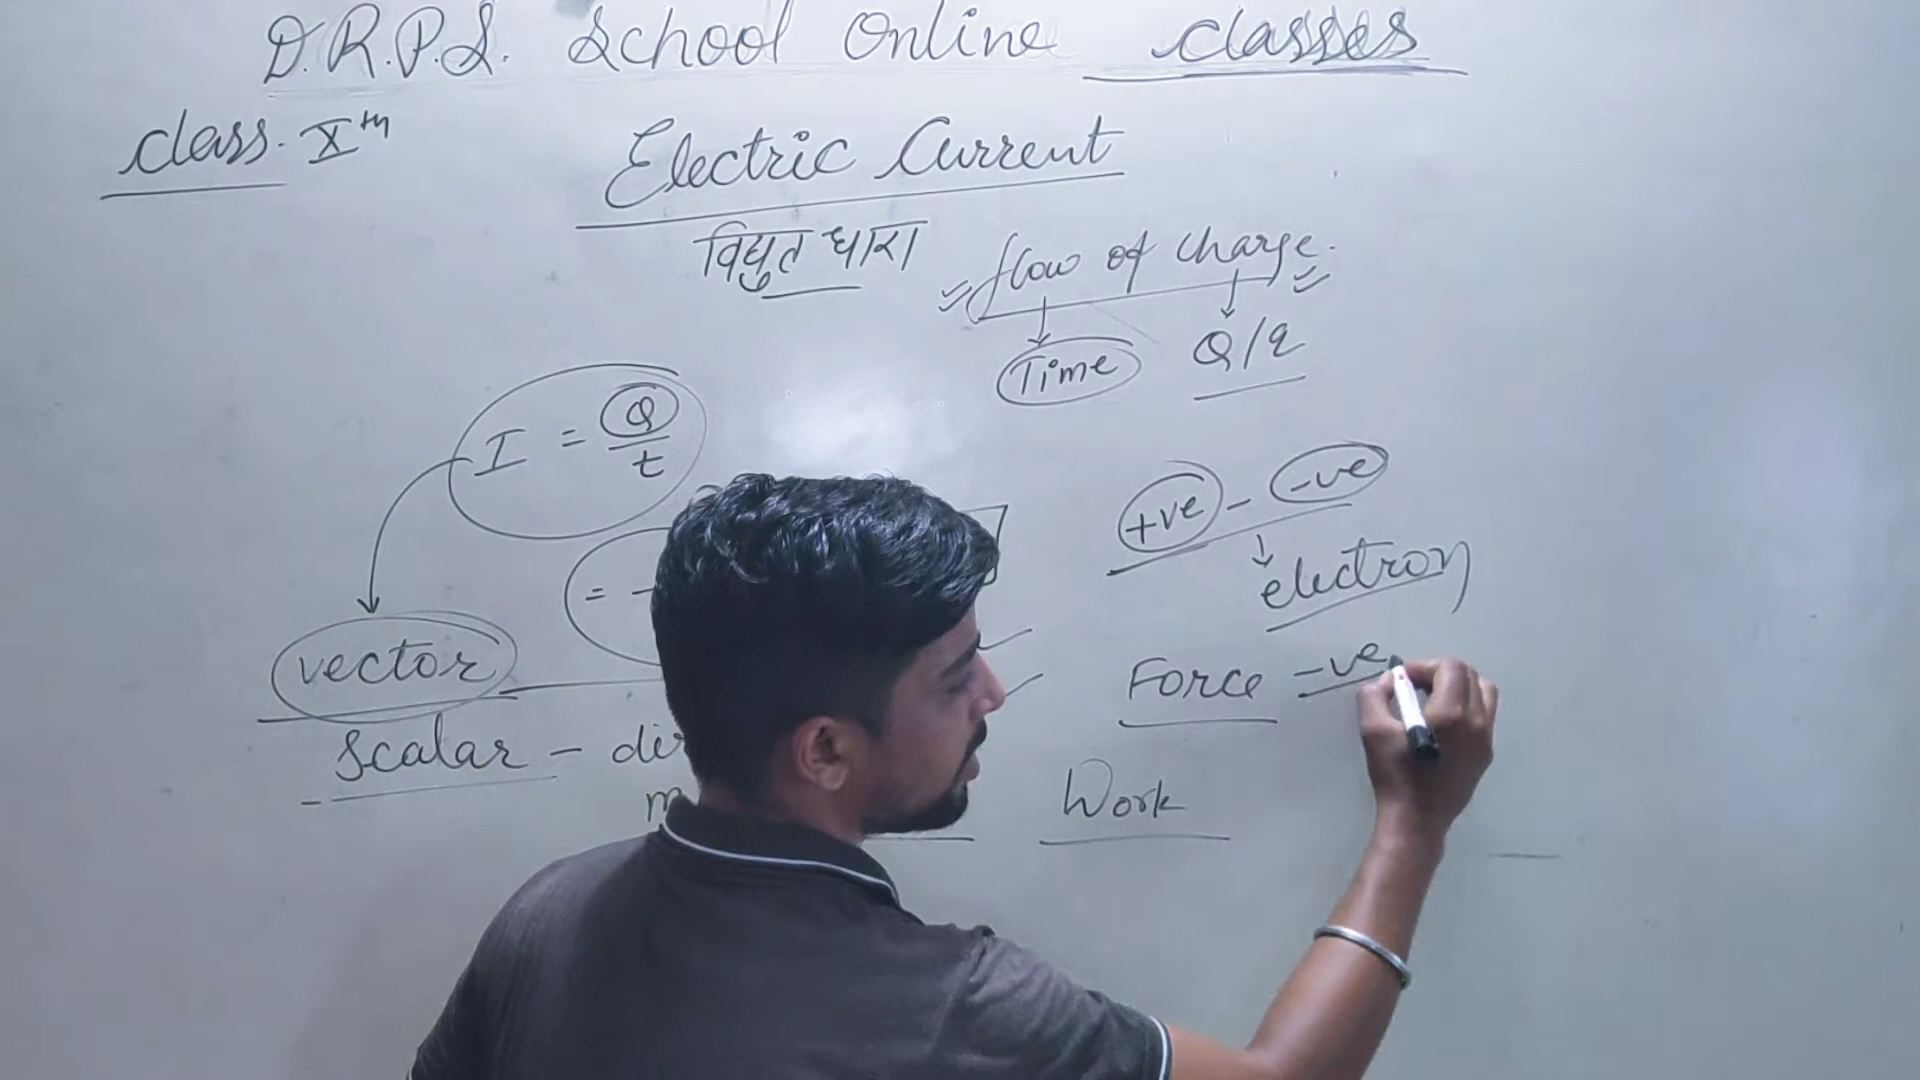 D.R.P.S. School Online classes
class. Xth
Electric Current
विद्युत धारा
flow of charge.
Time
Q/q
I = Q/t
+ve - -ve
electron
=
vector
Force -ve
scalar -
Work